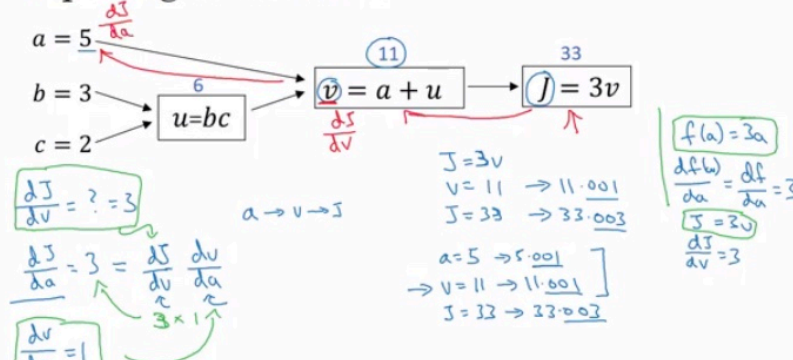 dJ/da
a = 5
b = 3
c = 2
6
u=bc
11
v = a + u
dJ/dv
33
J = 3v
dJ/dv = ? = 3
a → v → J
dJ/da = 3 = dJ/dv dv/da
3 × 1
dv/da = 1
J = 3v
v = 11 → 11.001
J = 33 → 33.003
a = 5 → 5.001
→ v = 11 → 11.001
J = 33 → 33.003
f(a) = 3a
df(a)/da = df/da = 3
J = 3v
dJ/dv = 3